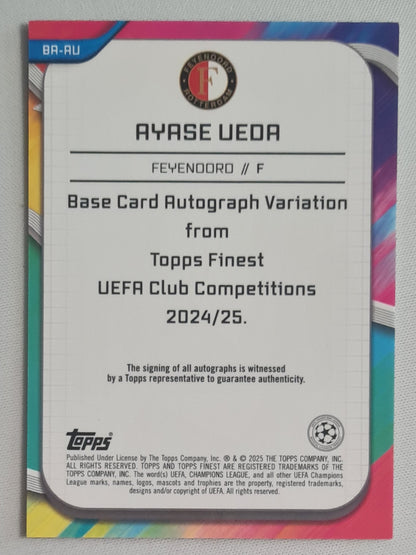 BA-AU
FEYENOORD
F
ROTTERDAM
AYASE UEDA
FEYENOORD // F
Base Card Autograph Variation
from
Topps Finest
UEFA Club Competitions
2024/25.
The signing of all autographs is witnessed
by a Topps representative to guarantee authenticity.
Topps
Published Under License by The Topps Company, Inc. ® & © 2025 THE TOPPS COMPANY, INC.
ALL RIGHTS RESERVED. TOPPS AND TOPPS FINEST ARE REGISTERED TRADEMARKS OF THE
TOPPS COMPANY, INC. The word(s) UEFA, CHAMPIONS LEAGUE, and all other UEFA Champions
League marks, names, logos, mascots and trophies are the property, registered trademarks,
designs and/or copyright of UEFA. All rights reserved.